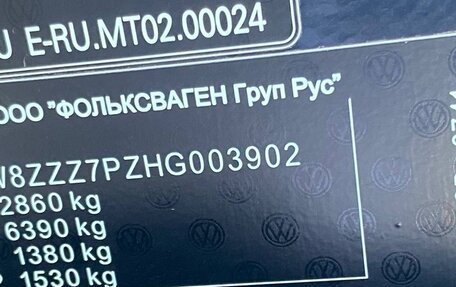 E-RU.MT02.00024
ООО "ФОЛЬКСВАГЕН Груп Рус"
W8ZZZ7PZHG003902
2860 kg
6390 kg
1380 kg
1530 kg